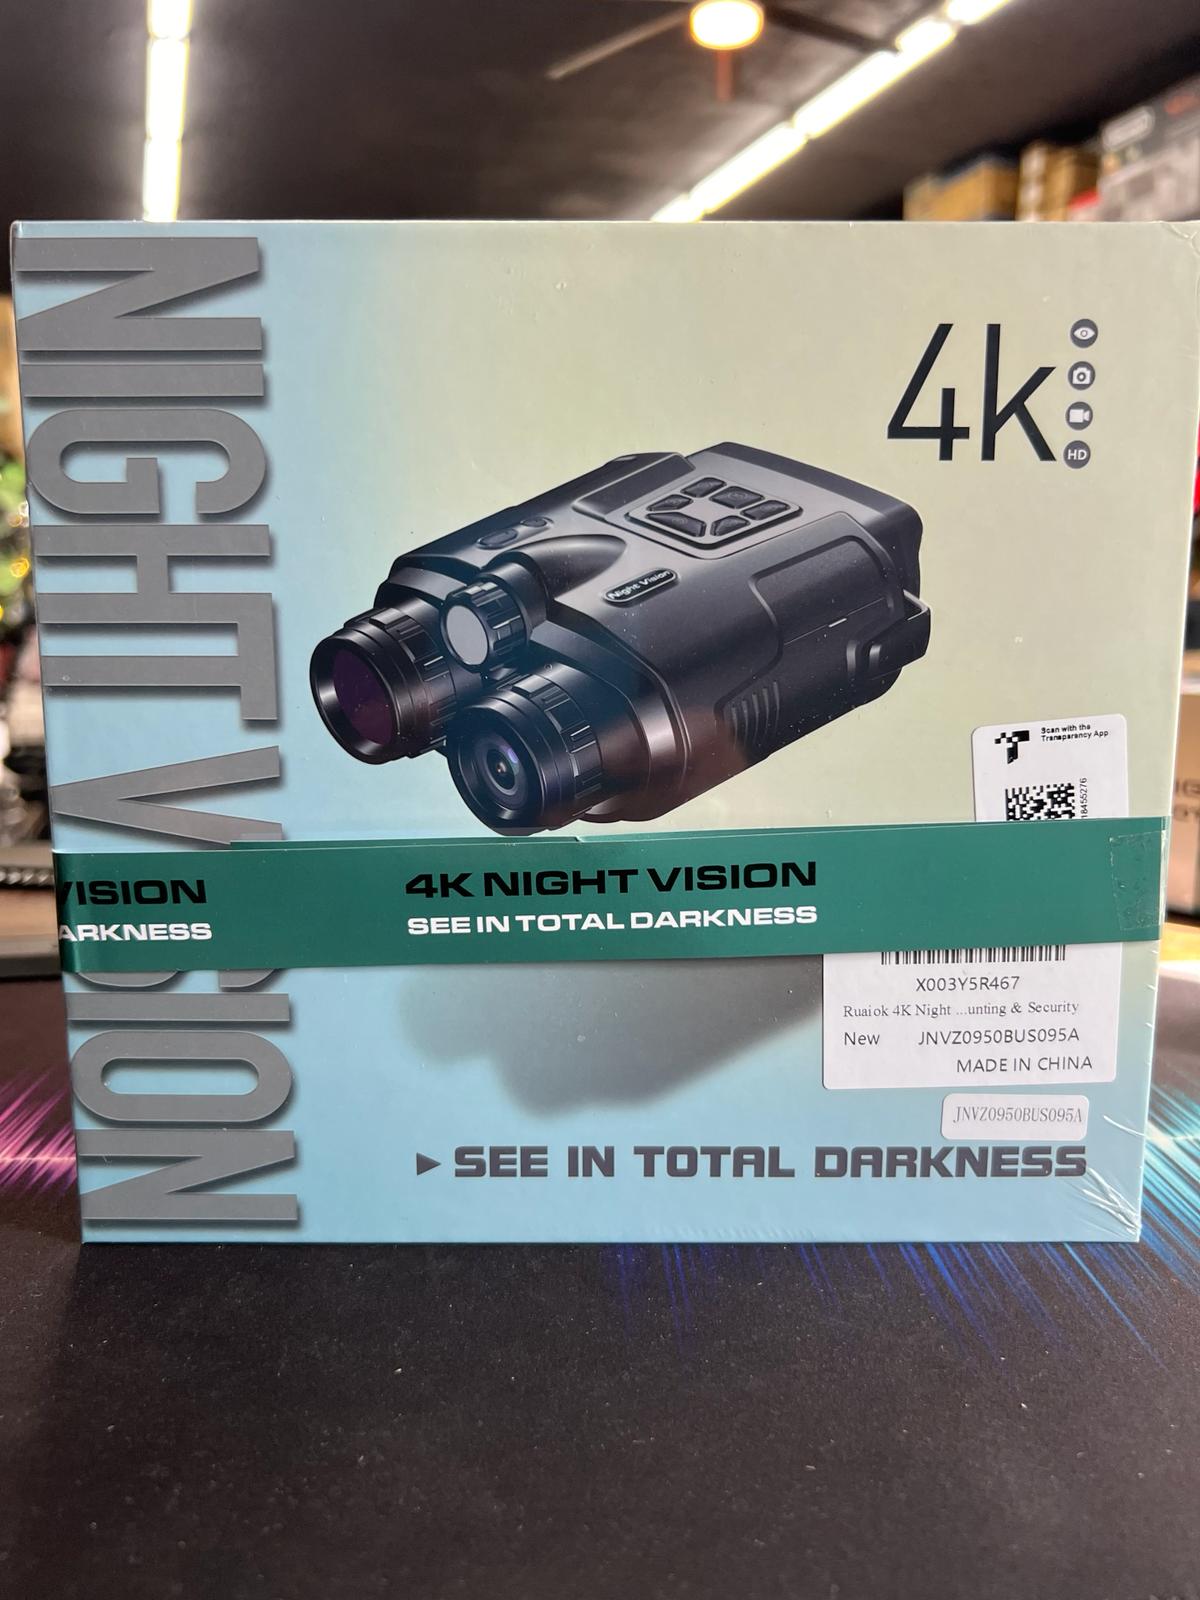 NIGHT VISION
4k
HD
Night Vision
Scan with the
Transparency App
18455276
VISION
ARKNESS
4K NIGHT VISION
SEE IN TOTAL DARKNESS
X003Y5R467
Ruaiok 4K Night ...unting & Security
New JNVZ0950BUS095A
MADE IN CHINA
JNVZ0950BUS095A
SEE IN TOTAL DARKNESS